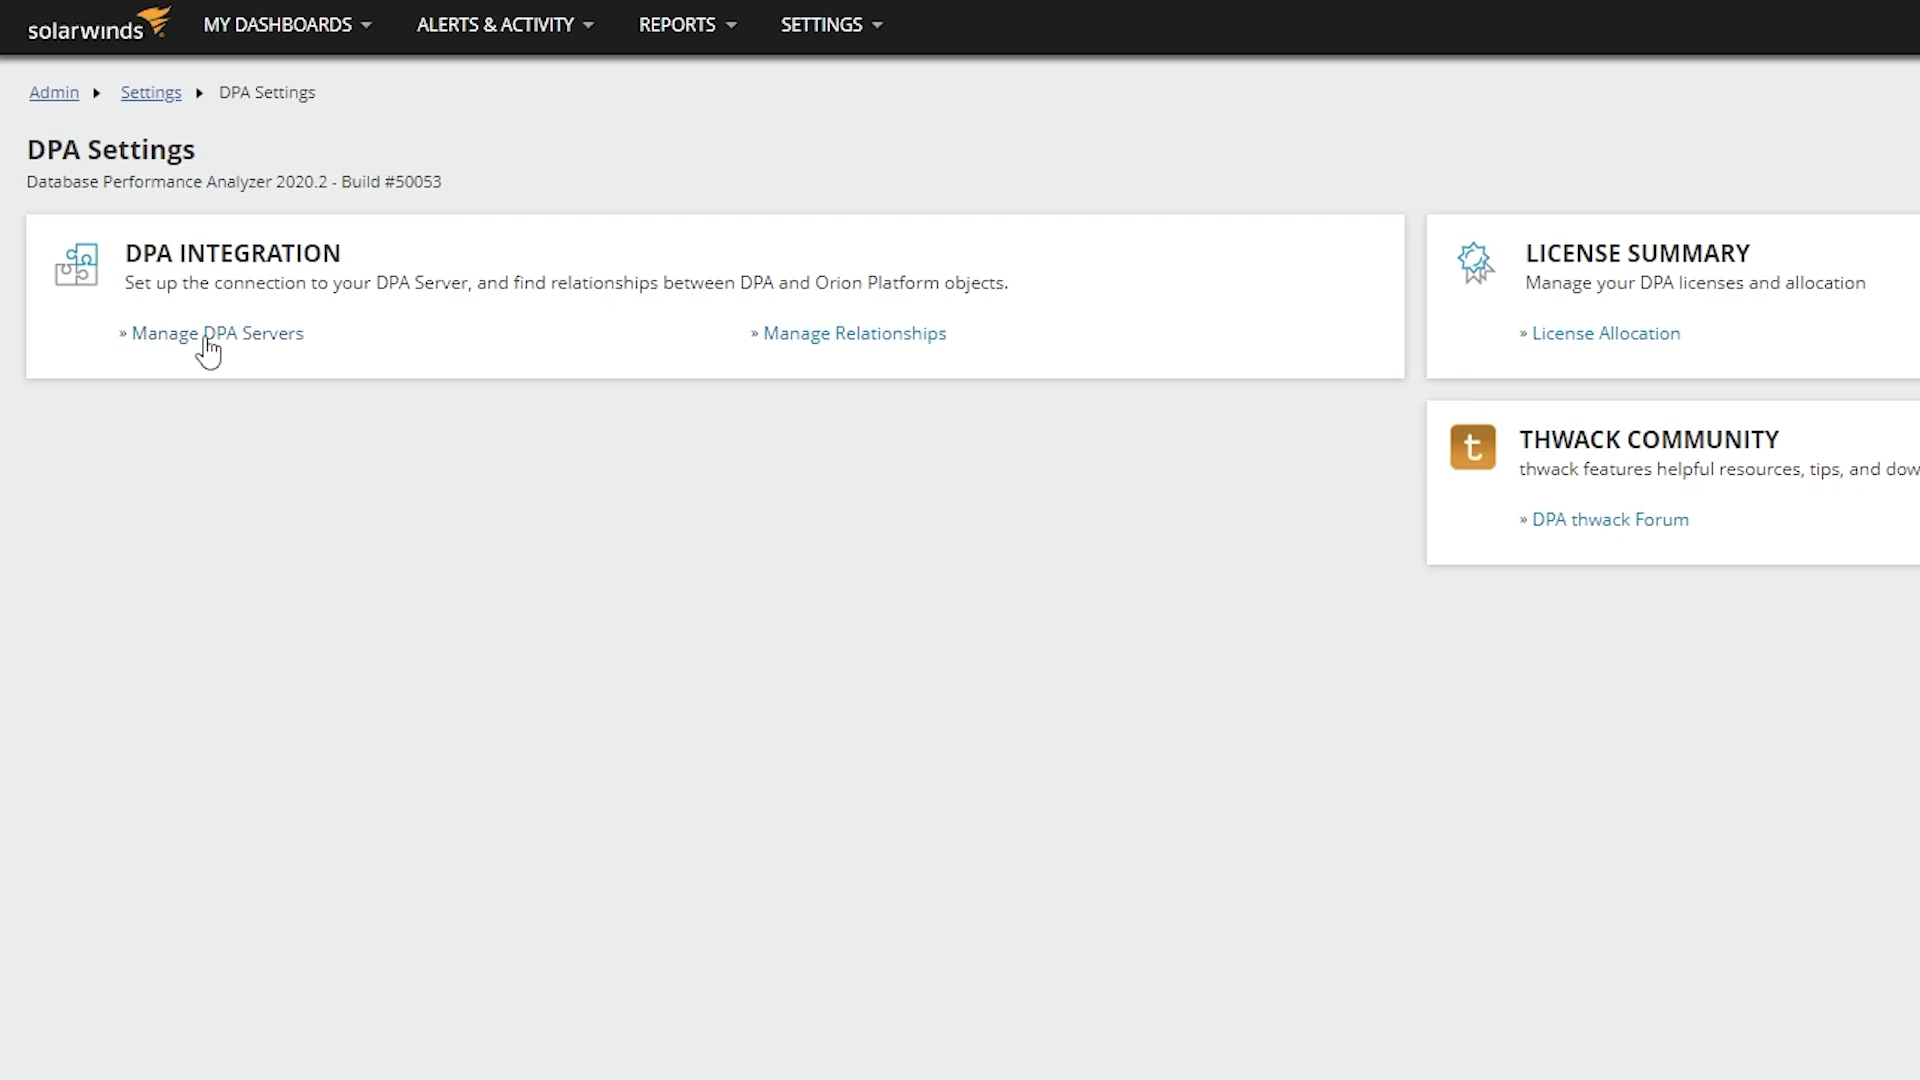 solarwinds MY DASHBOARDS ALERTS & ACTIVITY REPORTS SETTINGS
Admin Settings DPA Settings
DPA Settings
Database Performance Analyzer 2020.2 - Build #50053
DPA INTEGRATION
Set up the connection to your DPA Server, and find relationships between DPA and Orion Platform objects.
» Manage DPA Servers » Manage Relationships
LICENSE SUMMARY
Manage your DPA licenses and allocation
» License Allocation
t
THWACK COMMUNITY
thwack features helpful resources, tips, and dow
» DPA thwack Forum